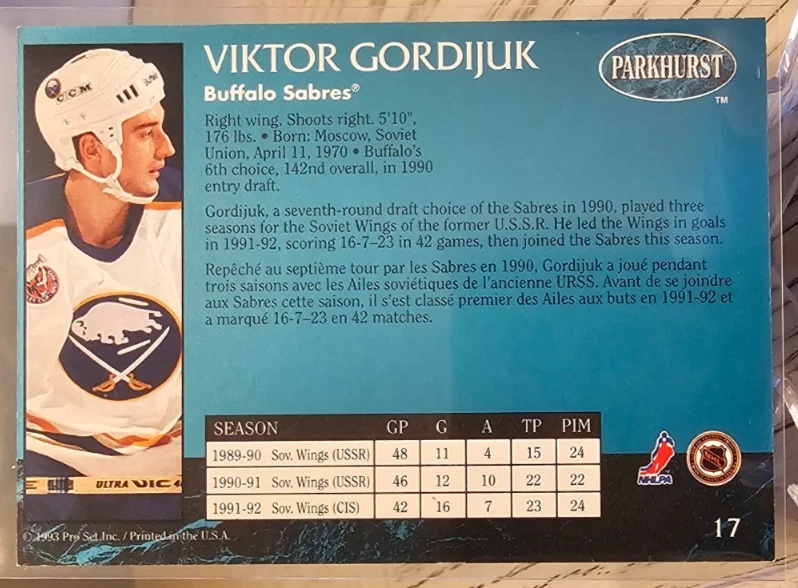 VIKTOR GORDIJUK
Buffalo Sabres®
PARKHURST
™
Right wing. Shoots right. 5'10",
176 lbs. • Born: Moscow, Soviet
Union, April 11, 1970 • Buffalo's
6th choice, 142nd overall, in 1990
entry draft.
Gordijuk, a seventh-round draft choice of the Sabres in 1990, played three
seasons for the Soviet Wings of the former U.S.S.R. He led the Wings in goals
in 1991-92, scoring 16-7–23 in 42 games, then joined the Sabres this season.
Repêché au septième tour par les Sabres en 1990, Gordijuk a joué pendant
trois saisons avec les Ailes soviétiques de l'ancienne URSS. Avant de se joindre
aux Sabres cette saison, il s'est classé premier des Ailes aux buts en 1991-92 et
a marqué 16-7–23 en 42 matches.
SEASON GP G A TP PIM
1989-90 Sov. Wings (USSR) 48 11 4 15 24
1990-91 Sov. Wings (USSR) 46 12 10 22 22
1991-92 Sov. Wings (CIS) 42 16 7 23 24
CCM
ULTRA VIC
NHLPA
NHL
17
© 1993 Pro Set, Inc. / Printed in the U.S.A.